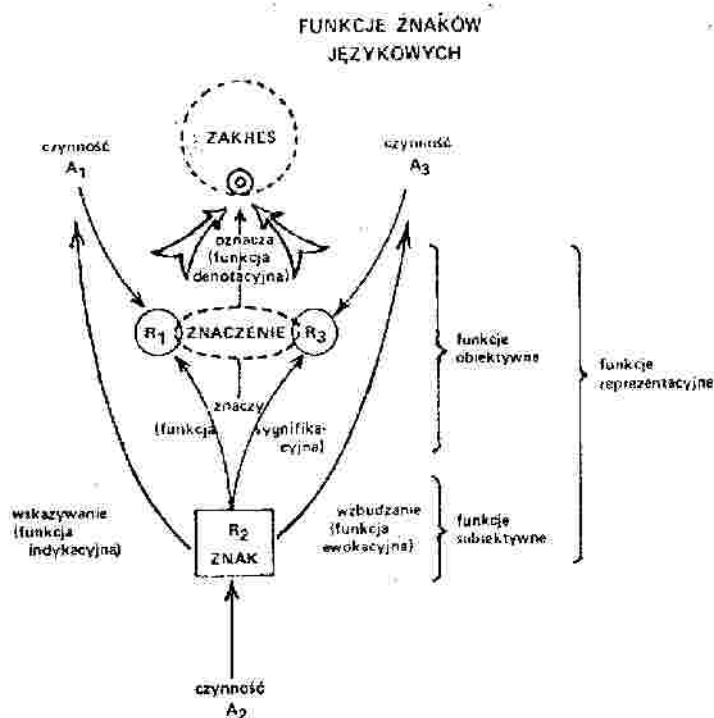 FUNKCJE ZNAKÓW
JĘZYKOWYCH
ZAKRES
czynność
A1
czynność
A3
oznacza
(funkcja
denotacyjna)
R1
ZNACZENIE
R3
funkcje
obiektywne
funkcje
reprezentacyjne
znaczy
(funkcja
sygnifika-
cyjna)
wskazywanie
(funkcja
indykacyjna)
R2
ZNAK
wzbudzanie
(funkcja
ewokacyjna)
funkcje
subiektywne
czynność
A2